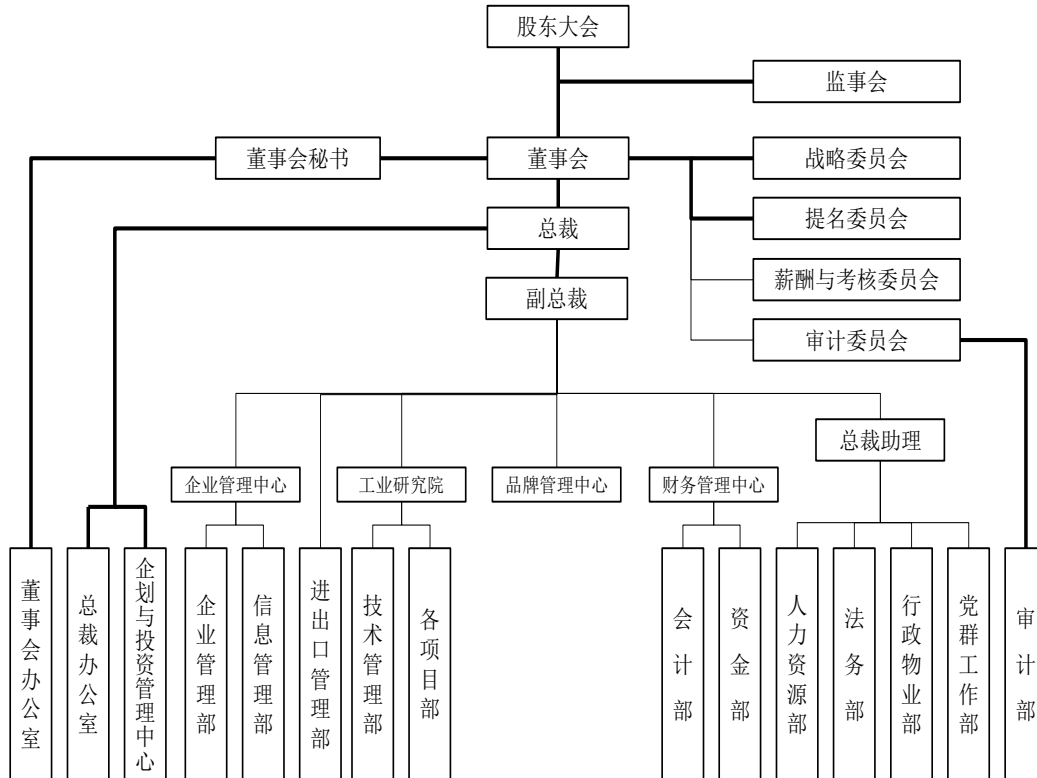 股东大会
监事会
董事会秘书
董事会
战略委员会
总裁
提名委员会
副总裁
薪酬与考核委员会
审计委员会
总裁助理
企业管理中心
工业研究院
品牌管理中心
财务管理中心
董事会办公室
总裁办公室
企划与投资管理中心
企业管理部
信息管理部
进出口管理部
技术管理部
各项目部
会计部
资金部
人力资源部
法务部
行政物业部
党群工作部
审计部